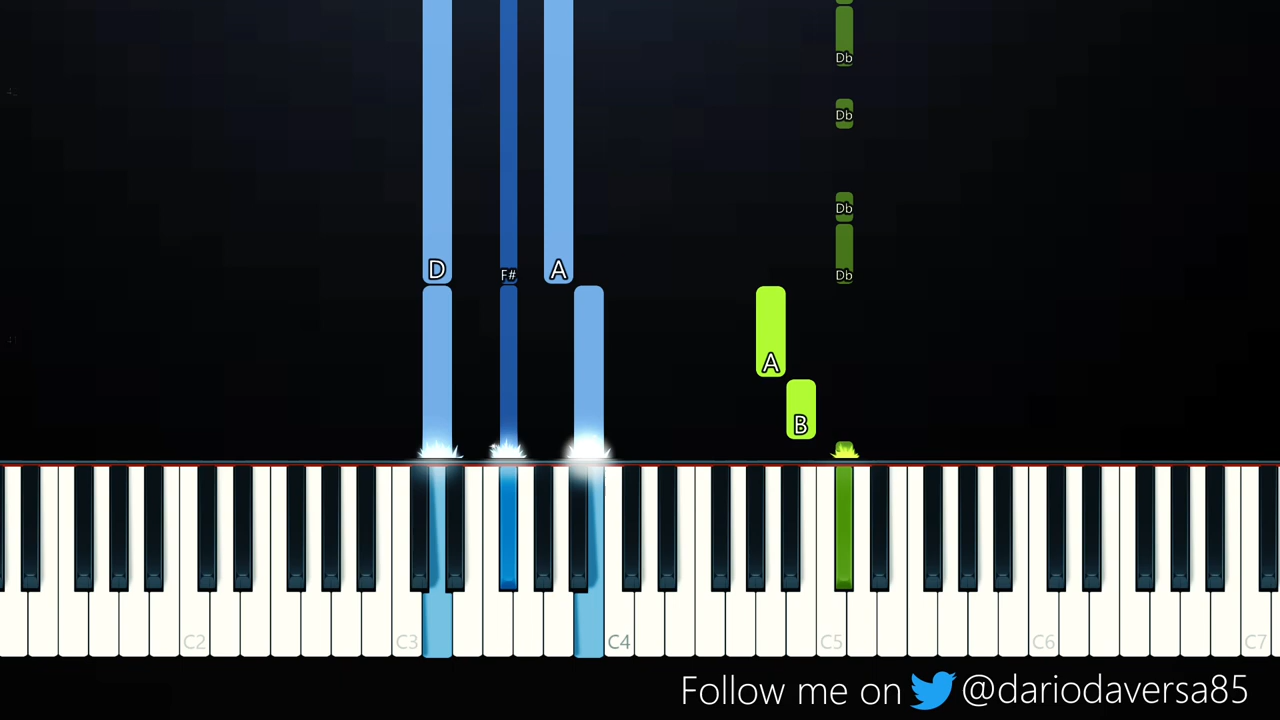 Db
Db
Db
D F# A Db
A
B
C2 C3 C4 C5 C6 C7
Follow me on @dariodaversa85